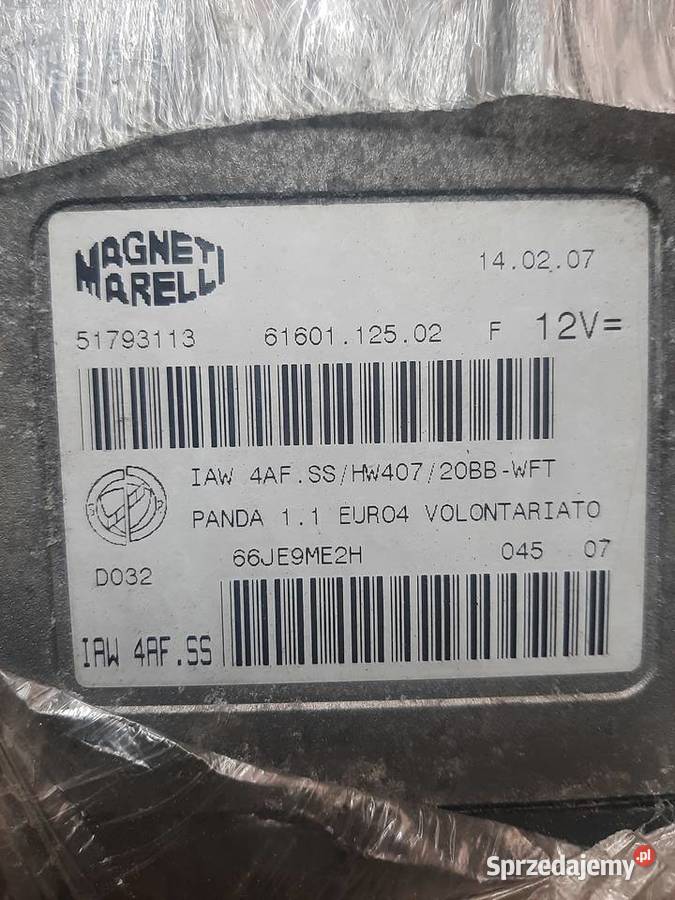 MAGNETI
MARELLI
14.02.07
51793113 61601.125.02 F 12V=
IAW 4AF.SS/HW407/20BB-WFT
PANDA 1.1 EURO4 VOLONTARIATO
66JE9ME2H 045 07
D032
IAW 4AF.SS
Sprzedajemy.pl